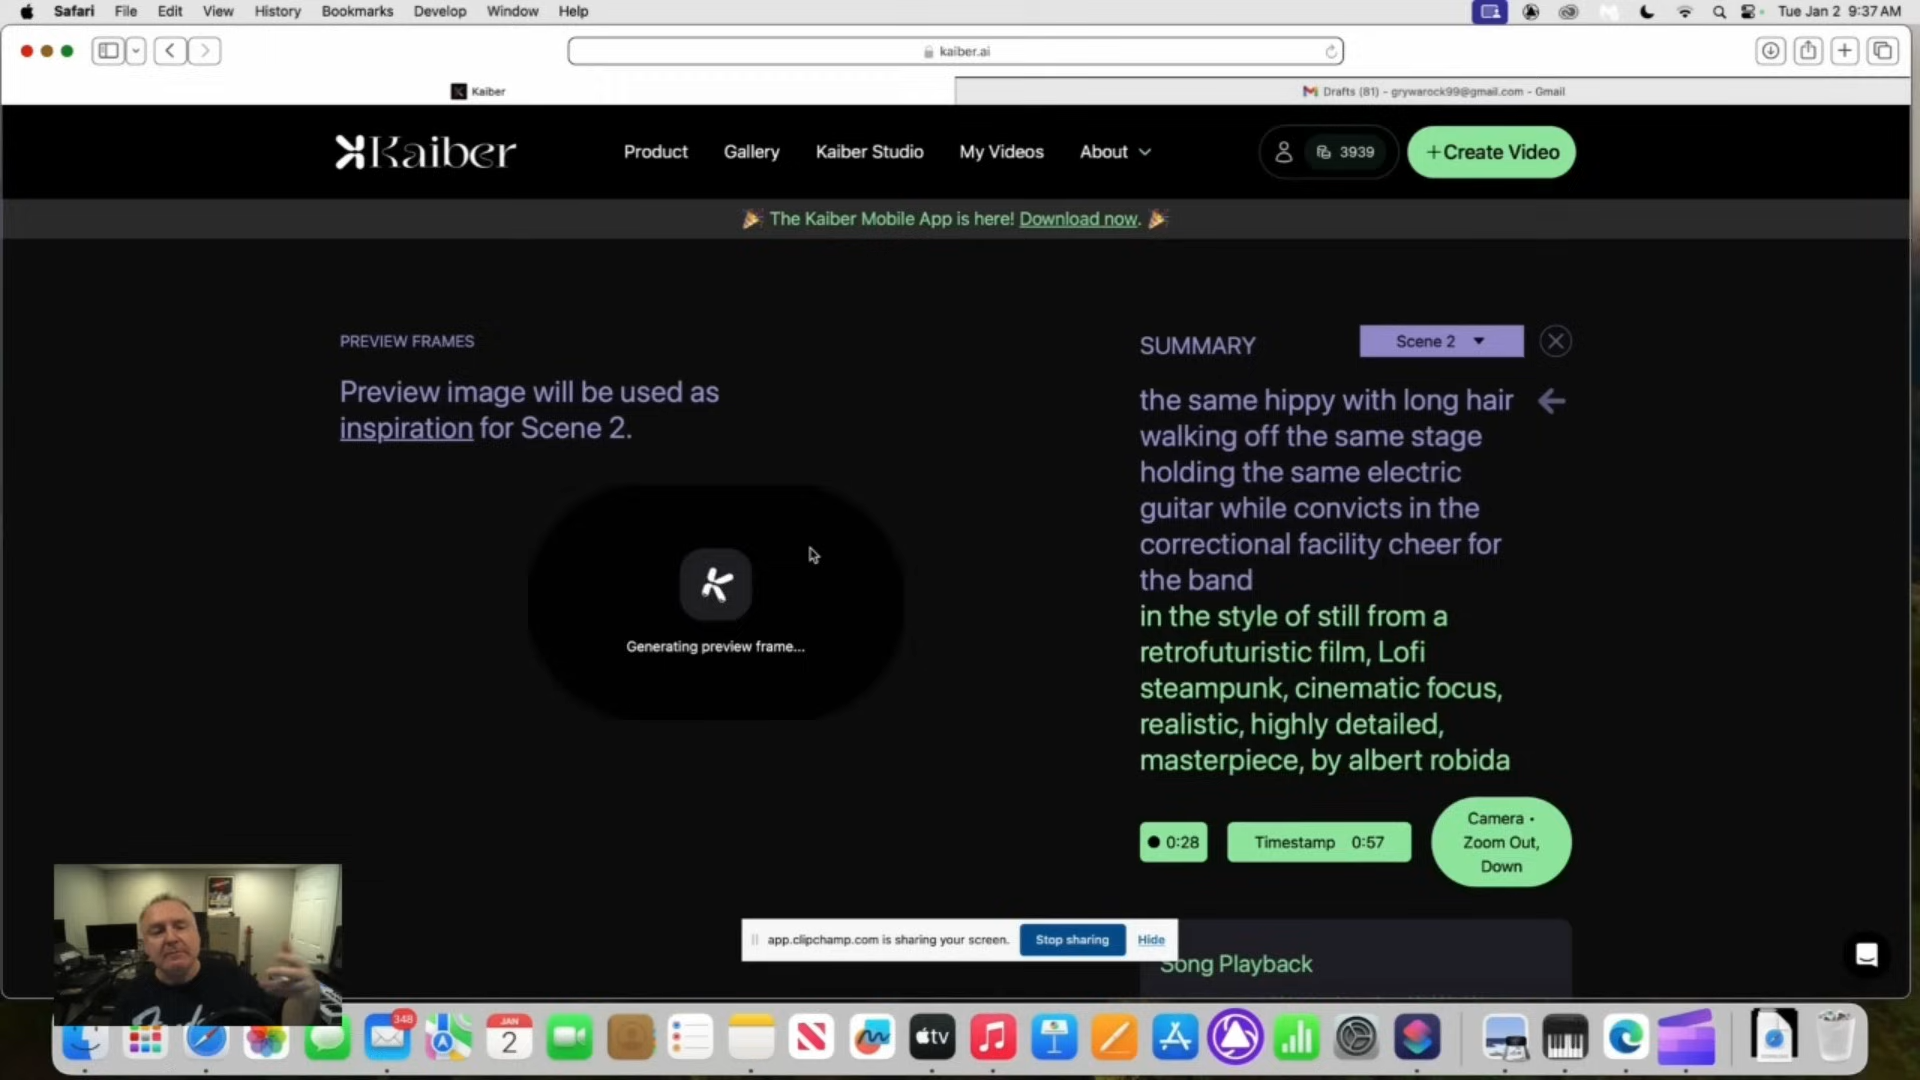 Safari File Edit View History Bookmarks Develop Window Help Tue Jan 2 9:37 AM
kaiber.ai
Kaiber
Drafts (81) - grywarock99@gmail.com - Gmail
Kaiber Product Gallery Kaiber Studio My Videos About 3939 +Create Video
🎉 The Kaiber Mobile App is here! Download now. 🎉
PREVIEW FRAMES
Preview image will be used as
inspiration for Scene 2.
Generating preview frame...
SUMMARY
Scene 2
the same hippy with long hair
walking off the same stage
holding the same electric
guitar while convicts in the
correctional facility cheer for
the band
in the style of still from a
retrofuturistic film, Lofi
steampunk, cinematic focus,
realistic, highly detailed,
masterpiece, by albert robida
0:28
Timestamp 0:57
Camera •
Zoom Out,
Down
app.clipchamp.com is sharing your screen. Stop sharing Hide
Song Playback
348
JAN
2
tv